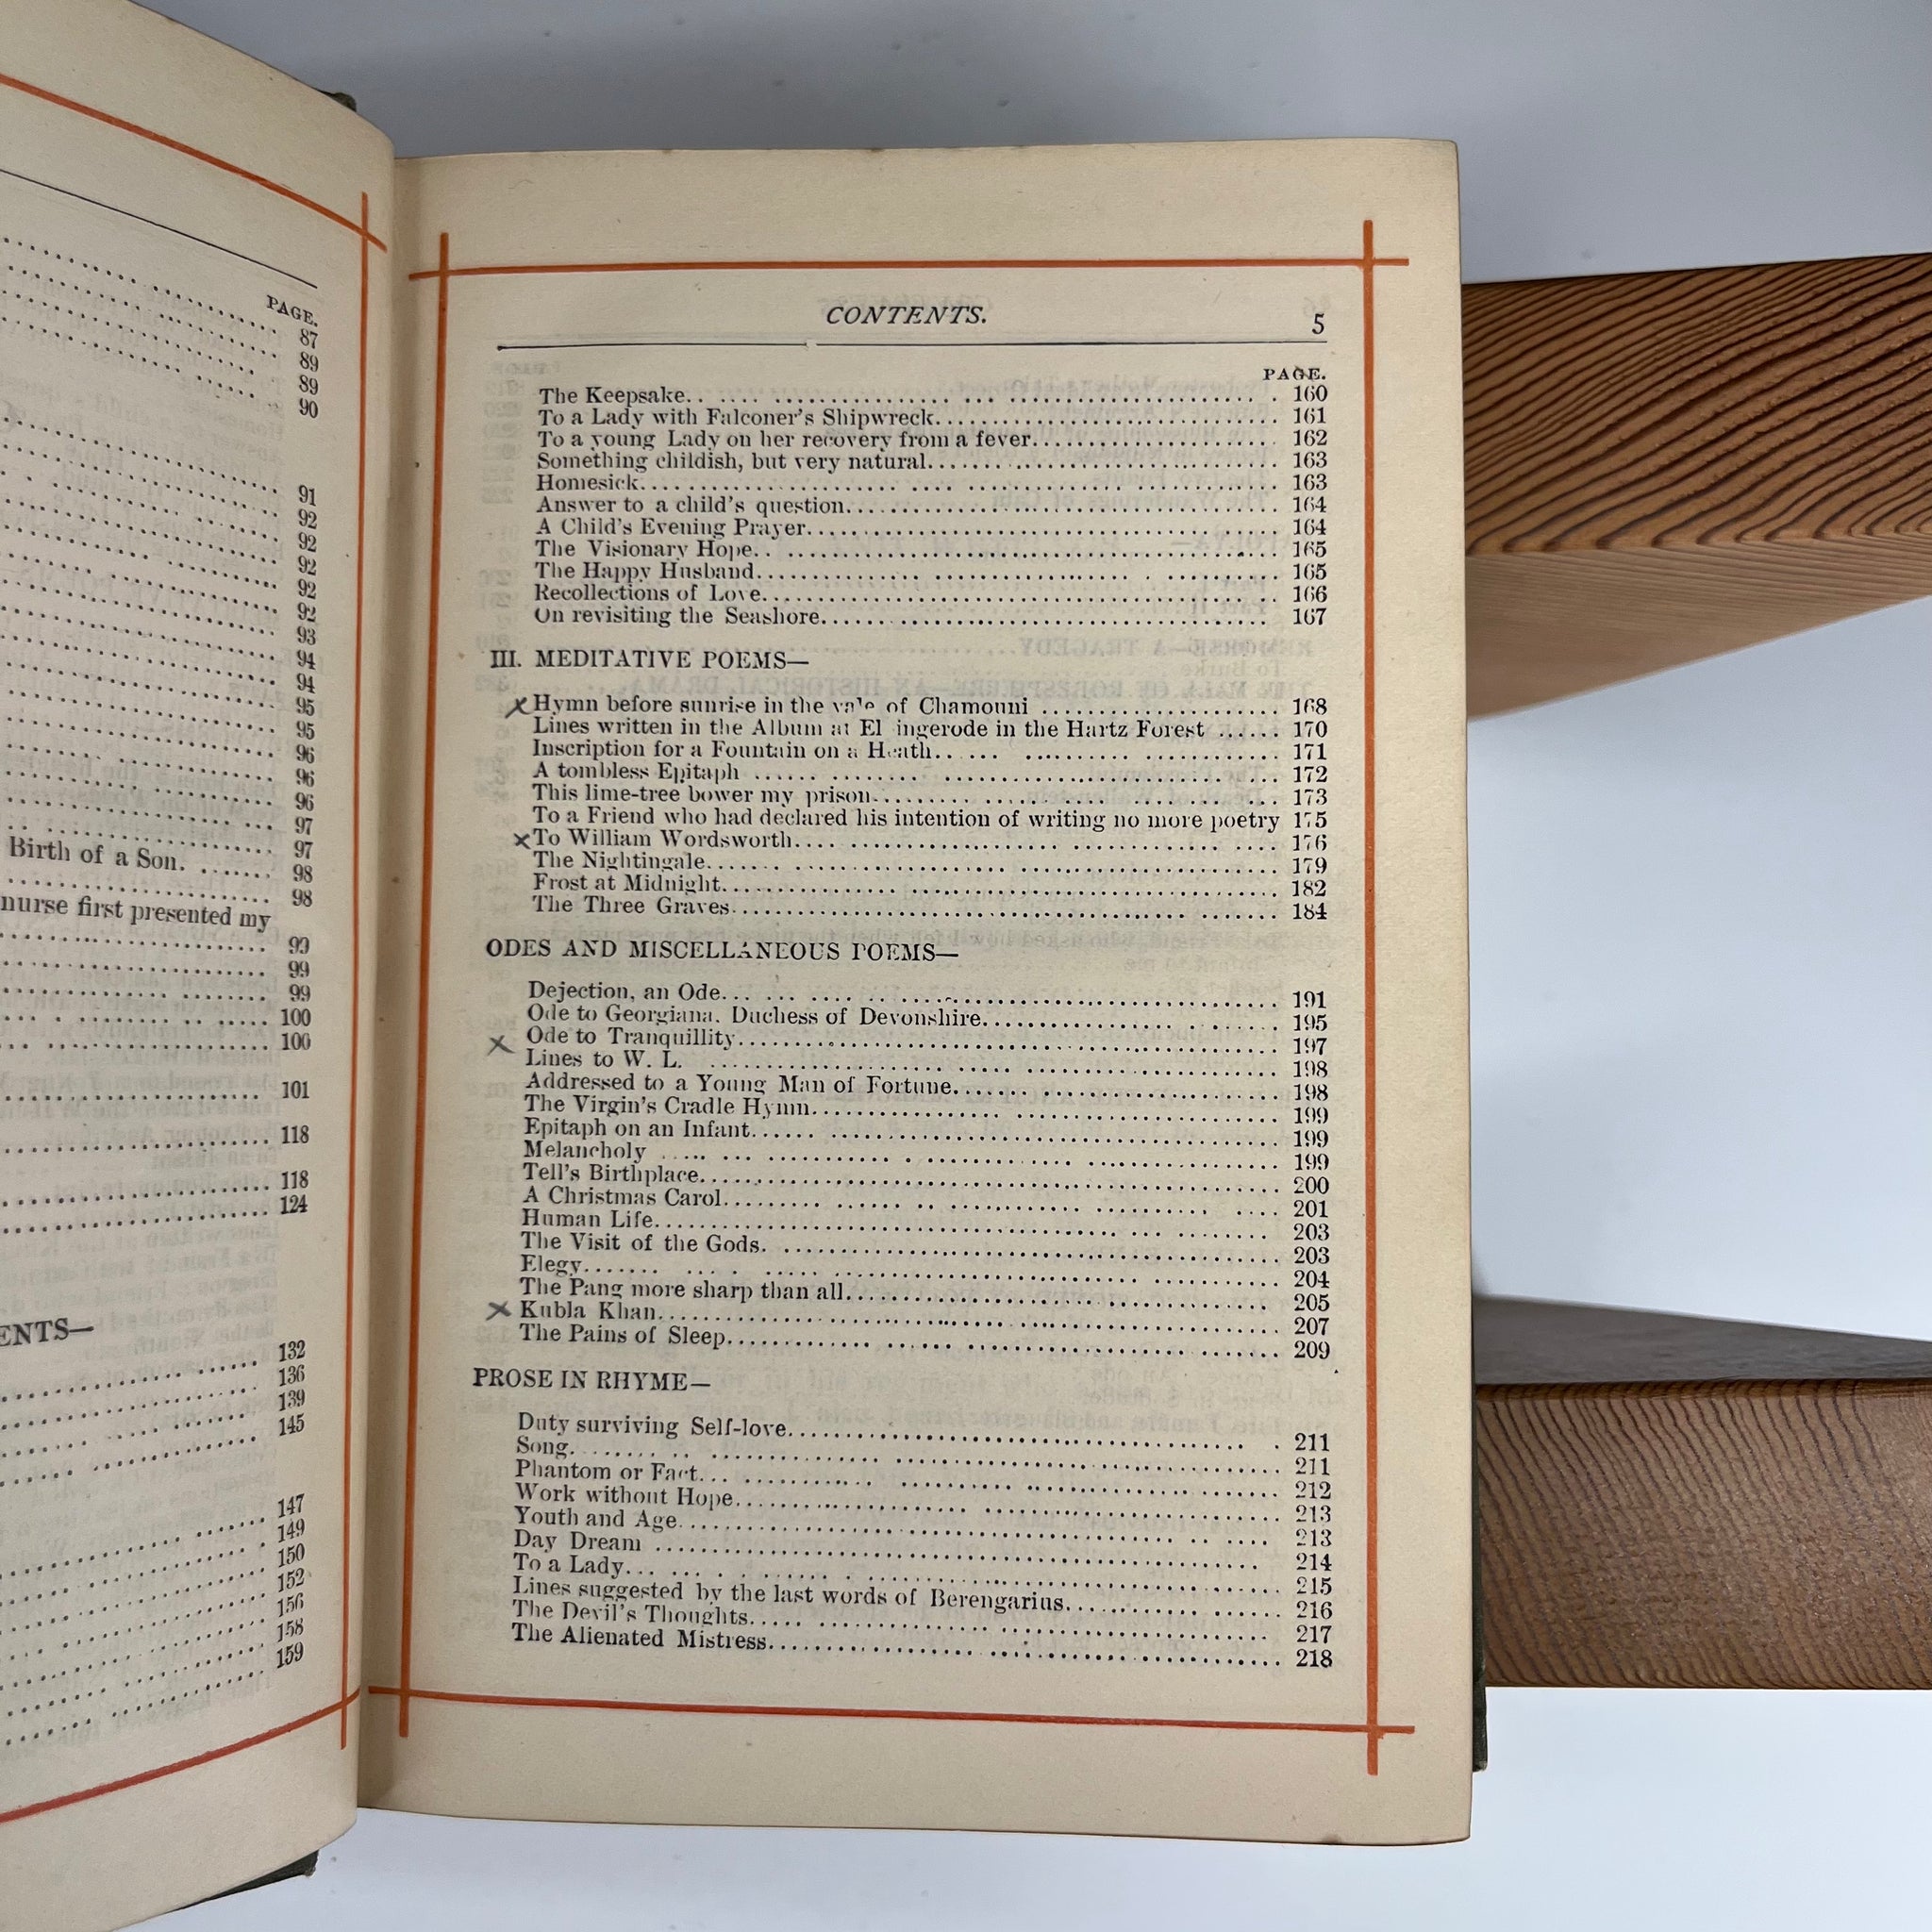 PAGE.
87
89
89
90
91
92
92
92
92
92
93
94
94
95
95
96
96
96
97
97
Birth of a Son. ....... 98
98
nurse first presented my
99
99
99
100
100
101
118
118
124
ENTS—
132
136
139
145
147
149
150
152
156
158
159
CONTENTS. 5
PAGE.
The Keepsake 160
To a Lady with Falconer's Shipwreck 161
To a young Lady on her recovery from a fever 162
Something childish, but very natural 163
Homesick 163
Answer to a child's question 164
A Child's Evening Prayer 164
The Visionary Hope 165
The Happy Husband 165
Recollections of Love 166
On revisiting the Seashore 167
III. MEDITATIVE POEMS—
x Hymn before sunrise in the vale of Chamouni 168
Lines written in the Album at El ingerode in the Hartz Forest 170
Inscription for a Fountain on a Heath 171
A tombless Epitaph 172
This lime-tree bower my prison 173
To a Friend who had declared his intention of writing no more poetry 175
x To William Wordsworth 176
The Nightingale 179
Frost at Midnight 182
The Three Graves 184
ODES AND MISCELLANEOUS POEMS—
Dejection, an Ode 191
Ode to Georgiana. Duchess of Devonshire 195
x Ode to Tranquillity 197
Lines to W. L. 198
Addressed to a Young Man of Fortune 198
The Virgin's Cradle Hymn 199
Epitaph on an Infant 199
Melancholy 199
Tell's Birthplace 200
A Christmas Carol 201
Human Life 203
The Visit of the Gods. 203
Elegy 204
The Pang more sharp than all 205
x Kubla Khan 207
The Pains of Sleep 209
PROSE IN RHYME—
Duty surviving Self-love 211
Song 211
Phantom or Fact 212
Work without Hope 213
Youth and Age 213
Day Dream 214
To a Lady 215
Lines suggested by the last words of Berengarius 216
The Devil's Thoughts 217
The Alienated Mistress 218